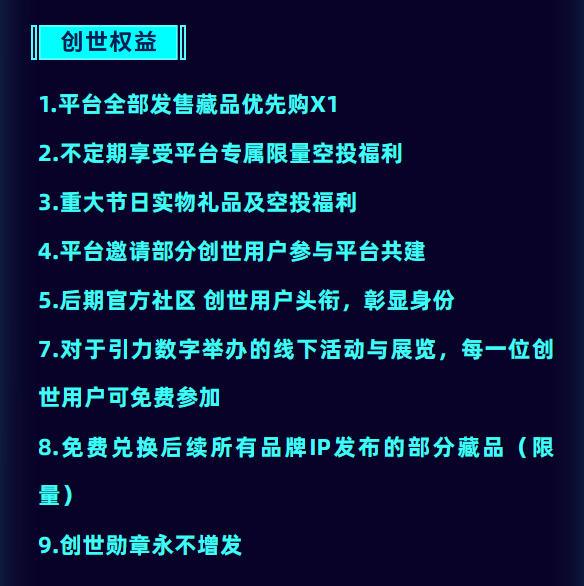 创世权益
1.平台全部发售藏品优先购X1
2.不定期享受平台专属限量空投福利
3.重大节日实物礼品及空投福利
4.平台邀请部分创世用户参与平台共建
5.后期官方社区 创世用户头衔，彰显身份
7.对于引力数字举办的线下活动与展览，每一位创
世用户可免费参加
8.免费兑换后续所有品牌IP发布的部分藏品（限
量）
9.创世勋章永不增发